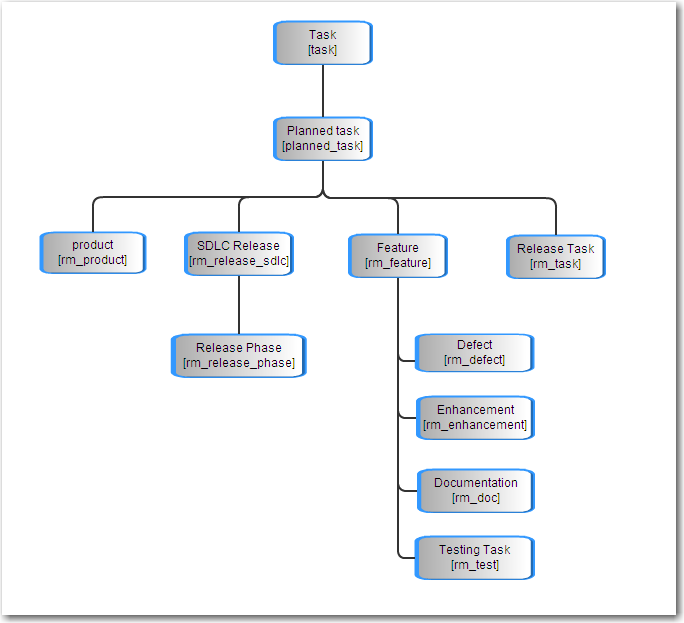 Task
[task]
Planned task
[planned_task]
product
[rm_product]
SDLC Release
[rm_release_sdlc]
Feature
[rm_feature]
Release Task
[rm_task]
Release Phase
[rm_release_phase]
Defect
[rm_defect]
Enhancement
[rm_enhancement]
Documentation
[rm_doc]
Testing Task
[rm_test]